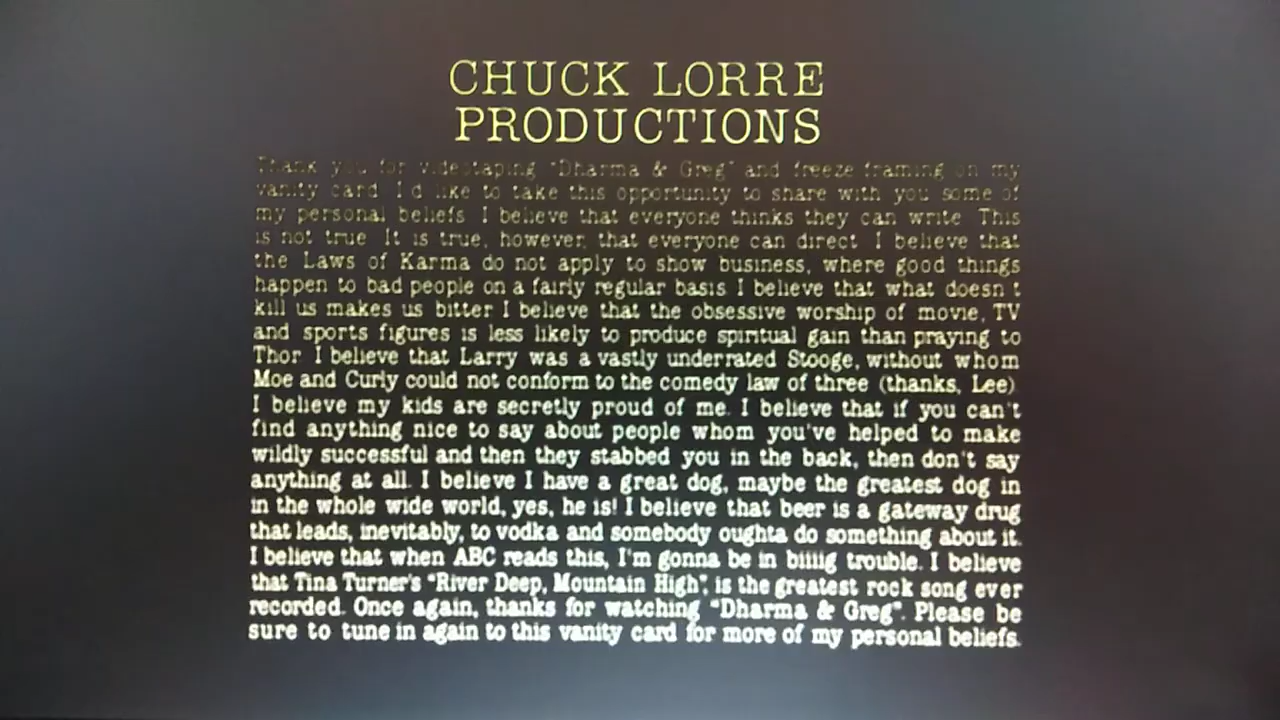 CHUCK LORRE
PRODUCTIONS
Thank you for videotaping "Dharma & Greg" and freeze framing on my
vanity card. I'd like to take this opportunity to share with you some of
my personal beliefs. I believe that everyone thinks they can write. This
is not true. It is true, however, that everyone can direct. I believe that
the Laws of Karma do not apply to show business, where good things
happen to bad people on a fairly regular basis. I believe that what doesn't
kill us makes us bitter. I believe that the obsessive worship of movie, TV
and sports figures is less likely to produce spiritual gain than praying to
Thor. I believe that Larry was a vastly underrated Stooge, without whom
Moe and Curly could not conform to the comedy law of three (thanks, Lee).
I believe my kids are secretly proud of me. I believe that if you can't
find anything nice to say about people whom you've helped to make
wildly successful and then they stabbed you in the back, then don't say
anything at all. I believe I have a great dog, maybe the greatest dog in
in the whole wide world, yes, he is! I believe that beer is a gateway drug
that leads, inevitably, to vodka and somebody oughta do something about it.
I believe that when ABC reads this, I'm gonna be in biiiig trouble. I believe
that Tina Turner's "River Deep, Mountain High", is the greatest rock song ever
recorded. Once again, thanks for watching "Dharma & Greg". Please be
sure to tune in again to this vanity card for more of my personal beliefs.